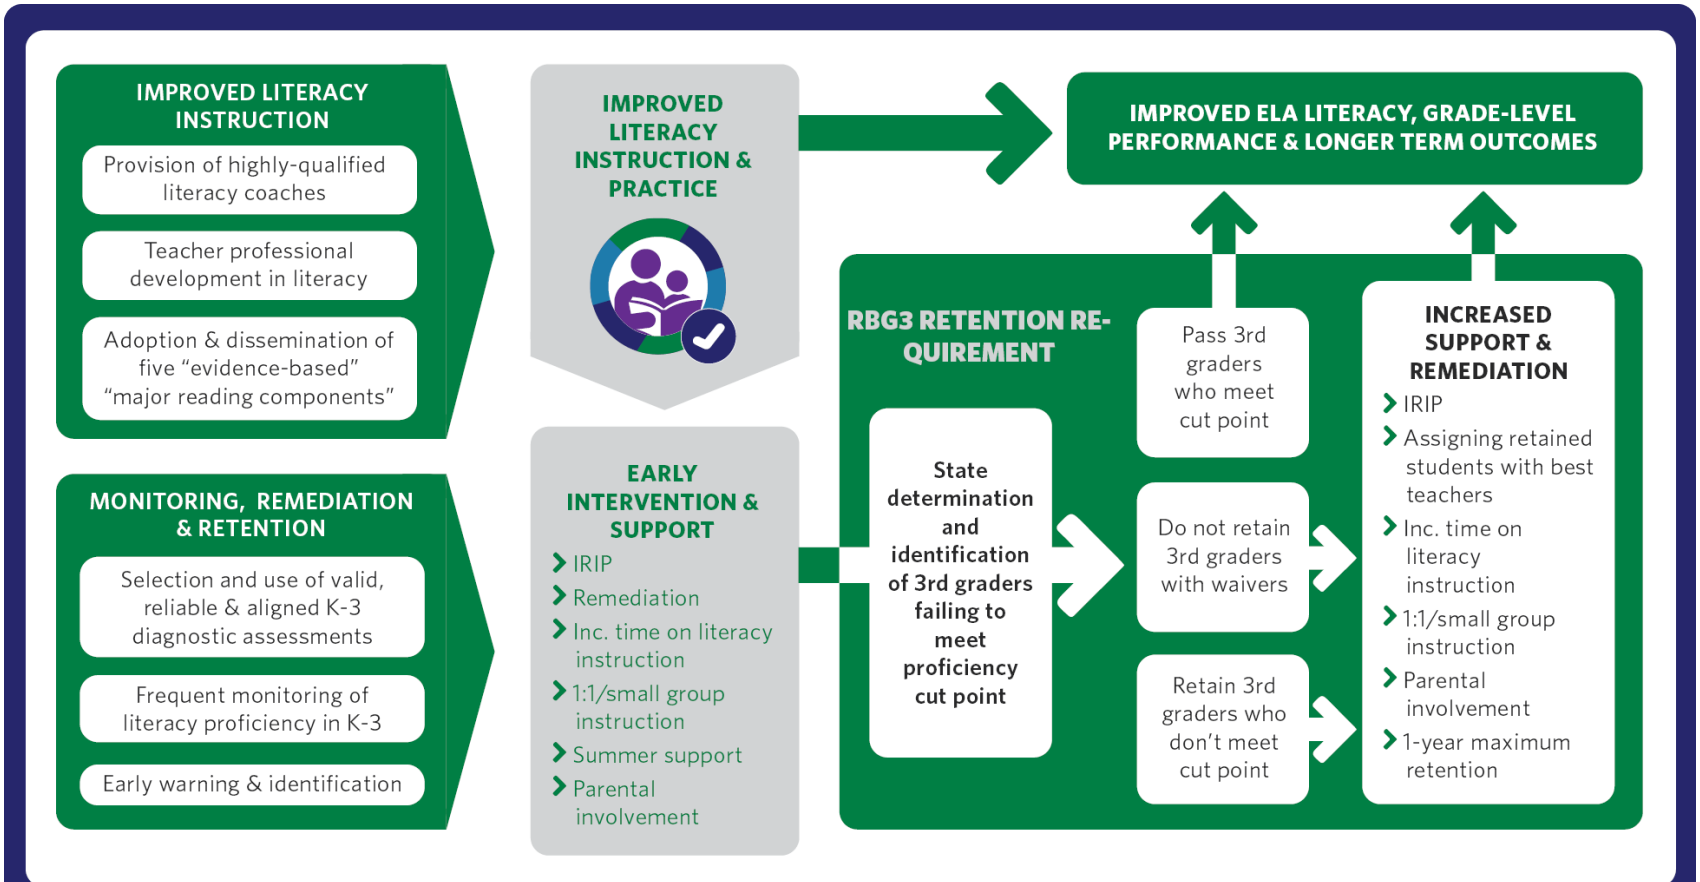 IMPROVED LITERACY
INSTRUCTION
Provision of highly-qualified
literacy coaches
Teacher professional
development in literacy
Adoption & dissemination of
five “evidence-based”
“major reading components”
MONITORING, REMEDIATION
& RETENTION
Selection and use of valid,
reliable & aligned K-3
diagnostic assessments
Frequent monitoring of
literacy proficiency in K-3
Early warning & identification
IMPROVED
LITERACY
INSTRUCTION &
PRACTICE
EARLY
INTERVENTION &
SUPPORT
IRIP
Remediation
Inc. time on literacy
instruction
1:1/small group
instruction
Summer support
Parental
involvement
IMPROVED ELA LITERACY, GRADE-LEVEL
PERFORMANCE & LONGER TERM OUTCOMES
RBG3 RETENTION RE-
QUIREMENT
State
determination
and
identification
of 3rd graders
failing to
meet
proficiency
cut point
Pass 3rd
graders
who meet
cut point
Do not retain
3rd graders
with waivers
Retain 3rd
graders who
don’t meet
cut point
INCREASED
SUPPORT &
REMEDIATION
IRIP
Assigning retained
students with best
teachers
Inc. time on
literacy
instruction
1:1/small group
instruction
Parental
involvement
1-year maximum
retention